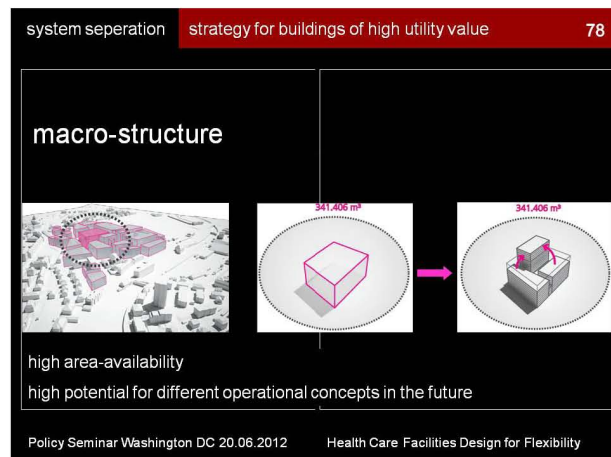 system seperation strategy for buildings of high utility value 78
macro-structure
341.406 m³ 341.406 m³
high area-availability
high potential for different operational concepts in the future
Policy Seminar Washington DC 20.06.2012 Health Care Facilities Design for Flexibility